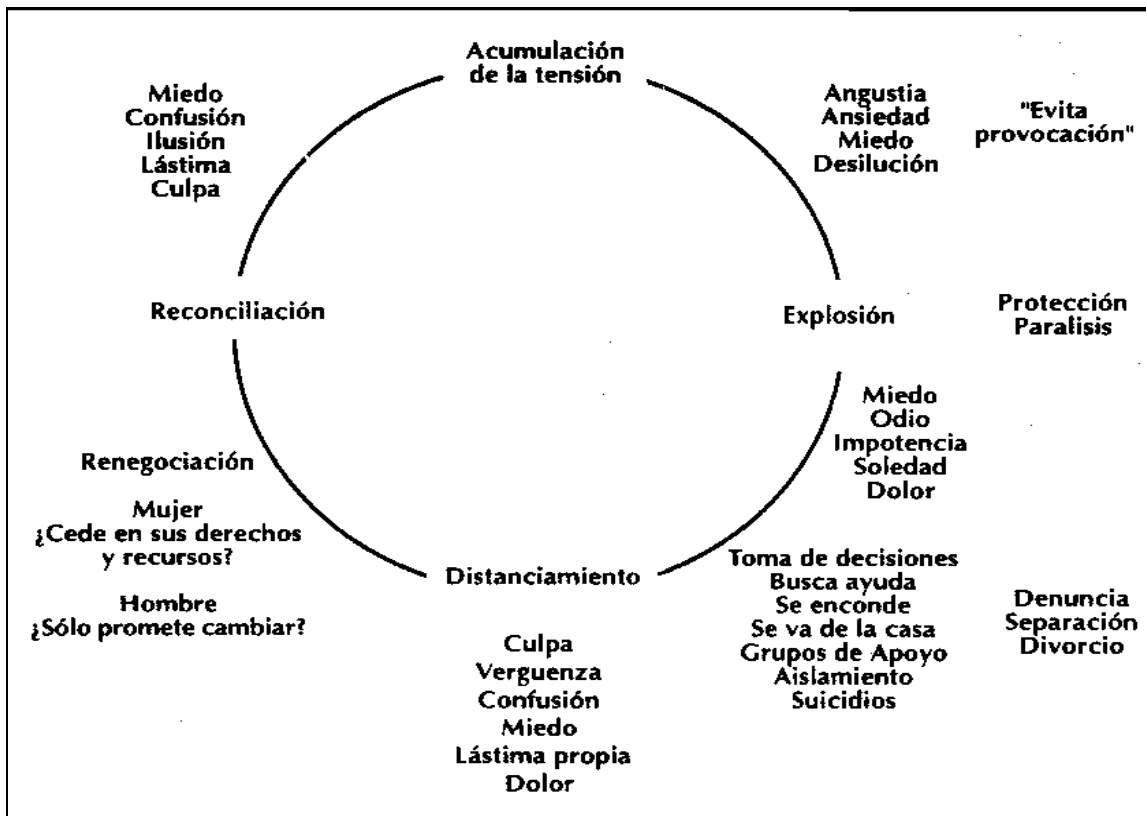 Acumulación
de la tensión
Miedo
Confusión
Ilusión
Lástima
Culpa
Angustia
Ansiedad
Miedo
Desilución
"Evita
provocación"
Reconciliación
Explosión
Protección
Paralisis
Miedo
Odio
Impotencia
Soledad
Dolor
Renegociación
Mujer
¿Cede en sus derechos
y recursos?
Hombre
¿Sólo promete cambiar?
Distanciamiento
Culpa
Verguenza
Confusión
Miedo
Lástima propia
Dolor
Toma de decisiones
Busca ayuda
Se enconde
Se va de la casa
Grupos de Apoyo
Aislamiento
Suicidios
Denuncia
Separación
Divorcio